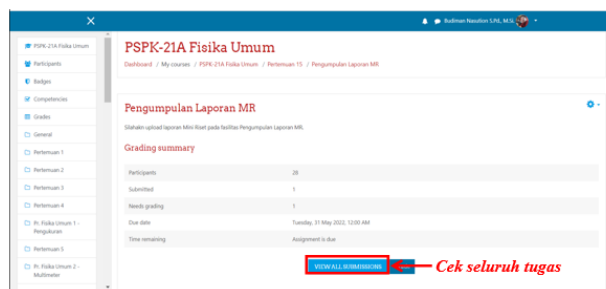 Budiman Nasution S.Pd., M.Si.
PSPK-21A Fisika Umum
Participants
Badges
Competencies
Grades
General
Pertemuan 1
Pertemuan 2
Pertemuan 3
Pertemuan 4
Pr. Fisika Umum 1 -
Pengukuran
Pertemuan 5
Pr. Fisika Umum 2 -
Multimeter
PSPK-21A Fisika Umum
Dashboard / My courses / PSPK-21A Fisika Umum / Pertemuan 15 / Pengumpulan Laporan MR
Pengumpulan Laporan MR
Silahakn upload laporan Mini Riset pada fasilitas Pengumpulan Laporan MR.
Grading summary
Participants 28
Submitted 1
Needs grading 1
Due date Tuesday, 31 May 2022, 12:00 AM
Time remaining Assignment is due
VIEW ALL SUBMISSIONS
Cek seluruh tugas